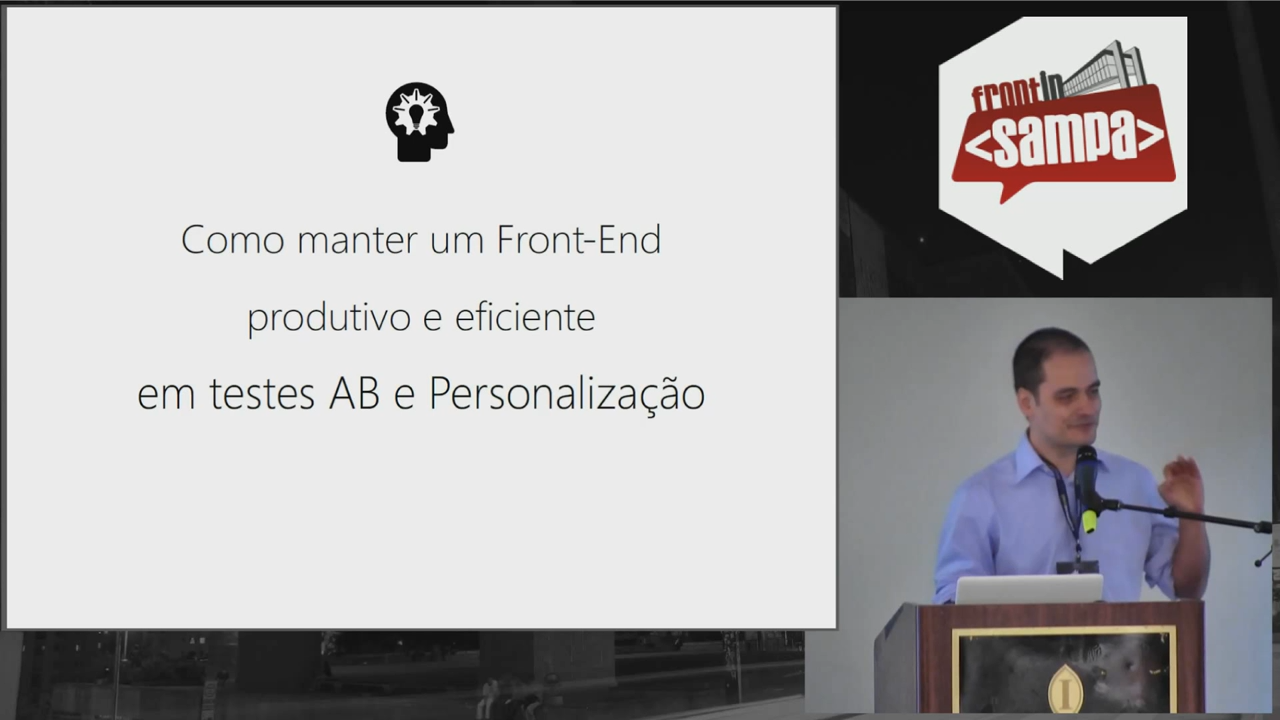 Como manter um Front-End
produtivo e eficiente
em testes AB e Personalização
frontin
<sampa>
I